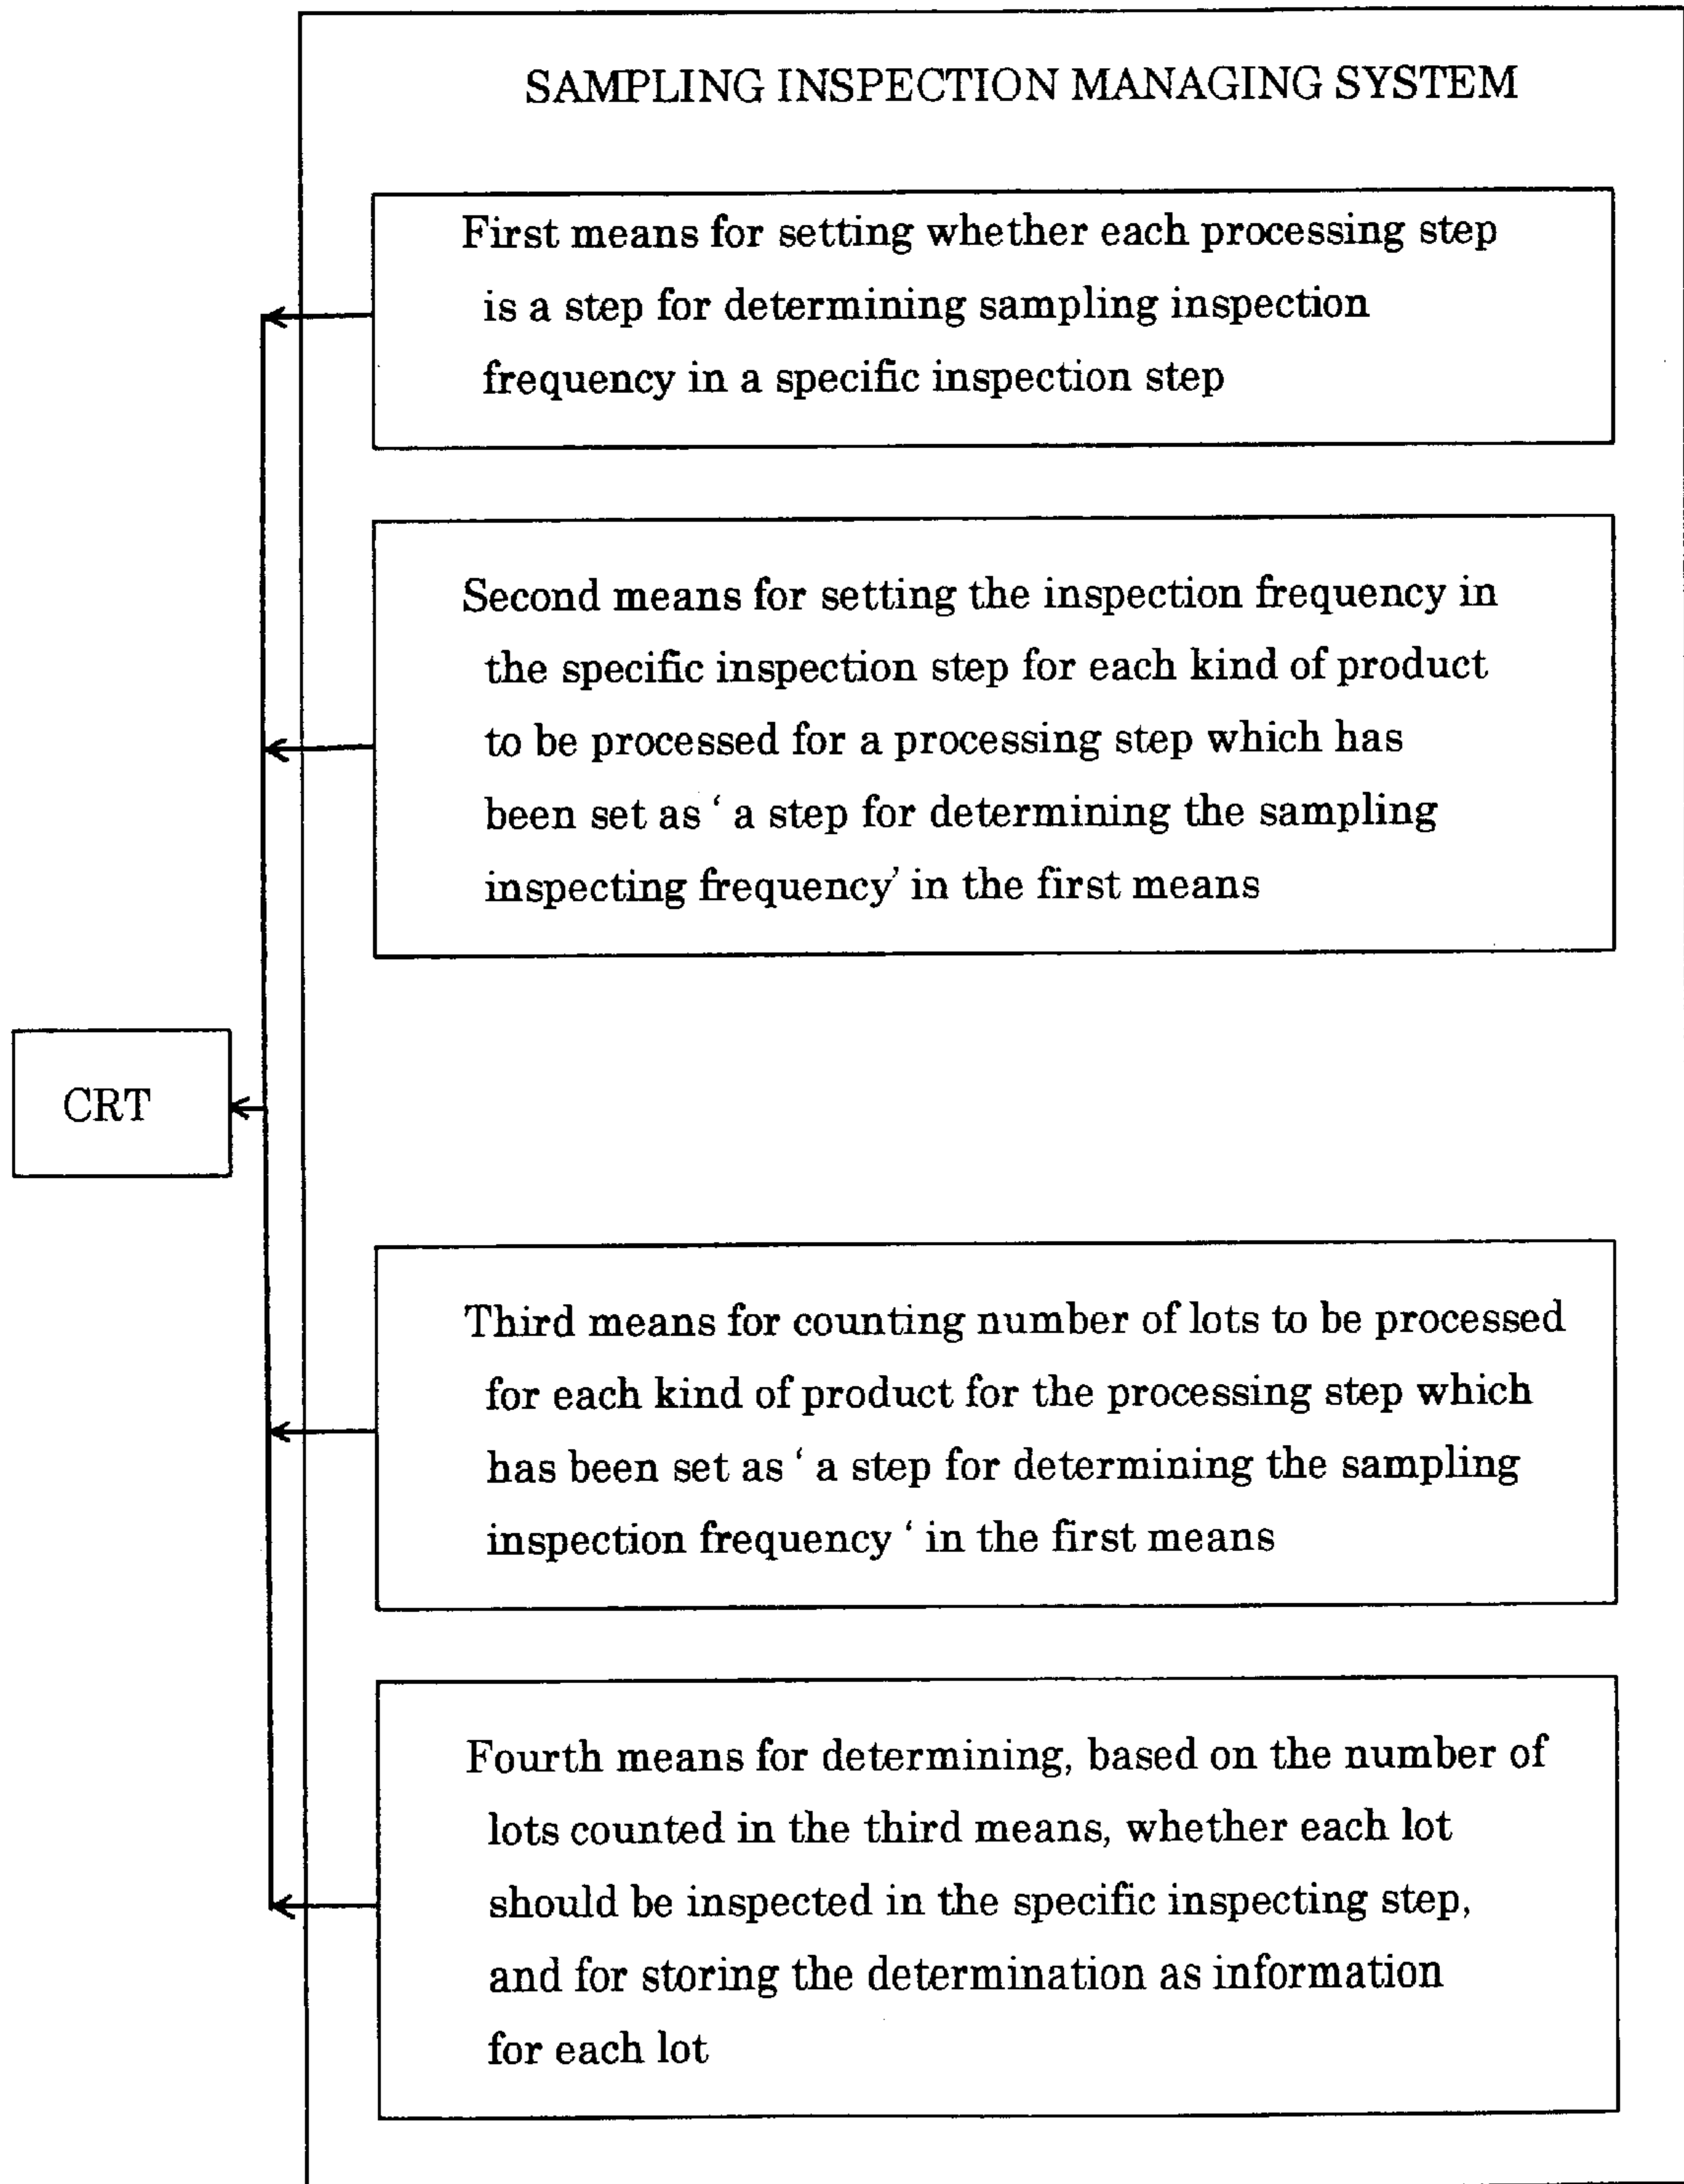 SAMPLING INSPECTION MANAGING SYSTEM
First means for setting whether each processing step
is a step for determining sampling inspection
frequency in a specific inspection step
Second means for setting the inspection frequency in
the specific inspection step for each kind of product
to be processed for a processing step which has
been set as ‘ a step for determining the sampling
inspecting frequency’ in the first means
CRT
Third means for counting number of lots to be processed
for each kind of product for the processing step which
has been set as ‘ a step for determining the sampling
inspection frequency ‘ in the first means
Fourth means for determining, based on the number of
lots counted in the third means, whether each lot
should be inspected in the specific inspecting step,
and for storing the determination as information
for each lot